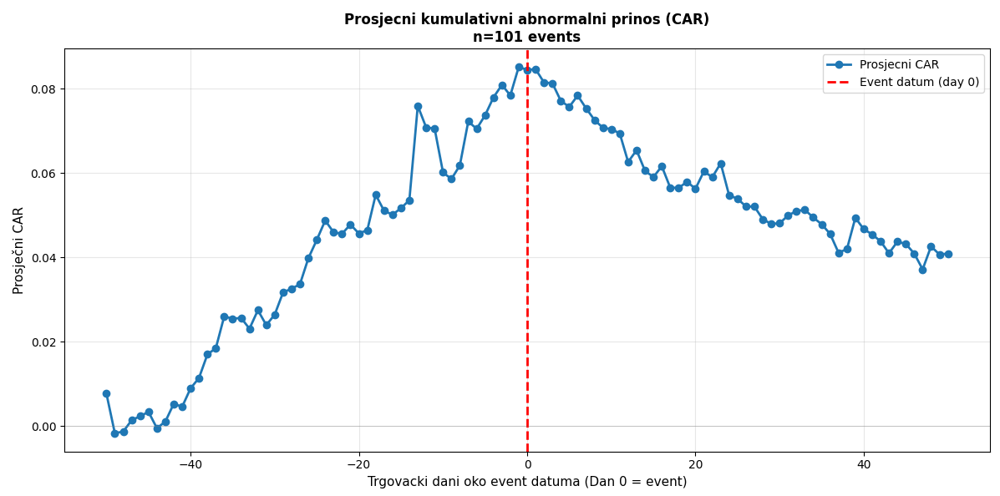 Prosjecni kumulativni abnormalni prinos (CAR)
n=101 events
Prosjecni CAR
Event datum (day 0)
Prosječni CAR
0.08
0.06
0.04
0.02
0.00
−40
−20
0
20
40
Trgovacki dani oko event datuma (Dan 0 = event)